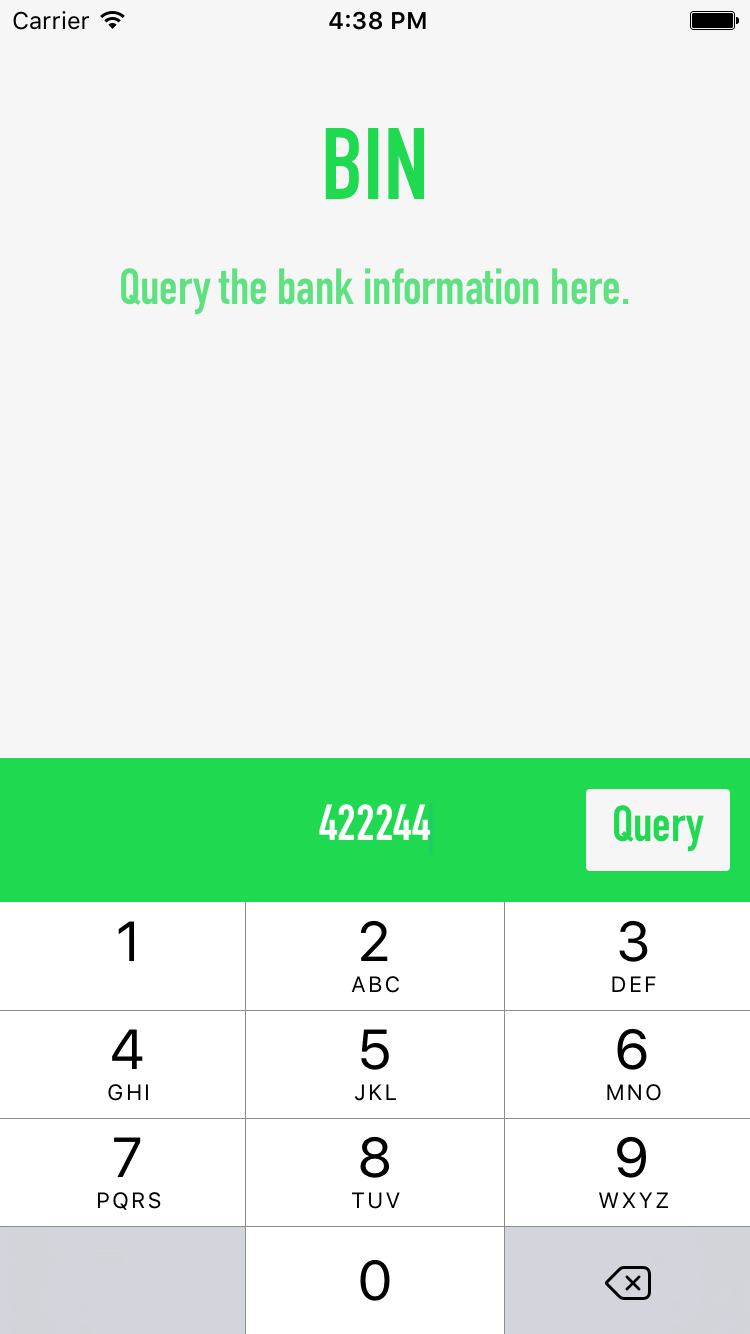 Carrier 4:38 PM
BIN
Query the bank information here.
422244 Query
1 2 3
ABC DEF
4 5 6
GHI JKL MNO
7 8 9
PQRS TUV WXYZ
0